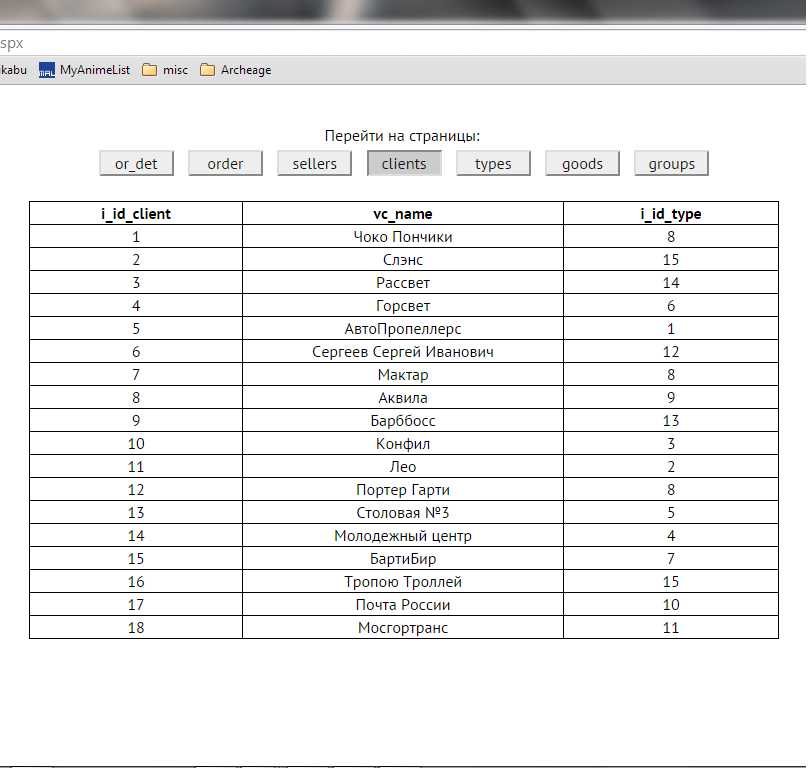 spx
ikabu MAL MyAnimeList misc Archeage
Перейти на страницы:
or_det order sellers clients types goods groups
i_id_client vc_name i_id_type
1 Чоко Пончики 8
2 Слэнс 15
3 Рассвет 14
4 Горсвет 6
5 АвтоПропеллерс 1
6 Сергеев Сергей Иванович 12
7 Мактар 8
8 Аквила 9
9 Барббосс 13
10 Конфил 3
11 Лео 2
12 Портер Гарти 8
13 Столовая №3 5
14 Молодежный центр 4
15 БартиБир 7
16 Тропою Троллей 15
17 Почта России 10
18 Мосгортранс 11